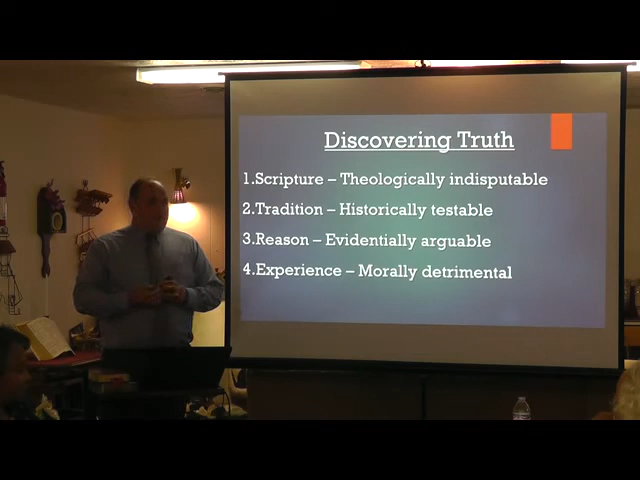 Discovering Truth
1.Scripture – Theologically indisputable
2.Tradition – Historically testable
3.Reason – Evidentially arguable
4.Experience – Morally detrimental